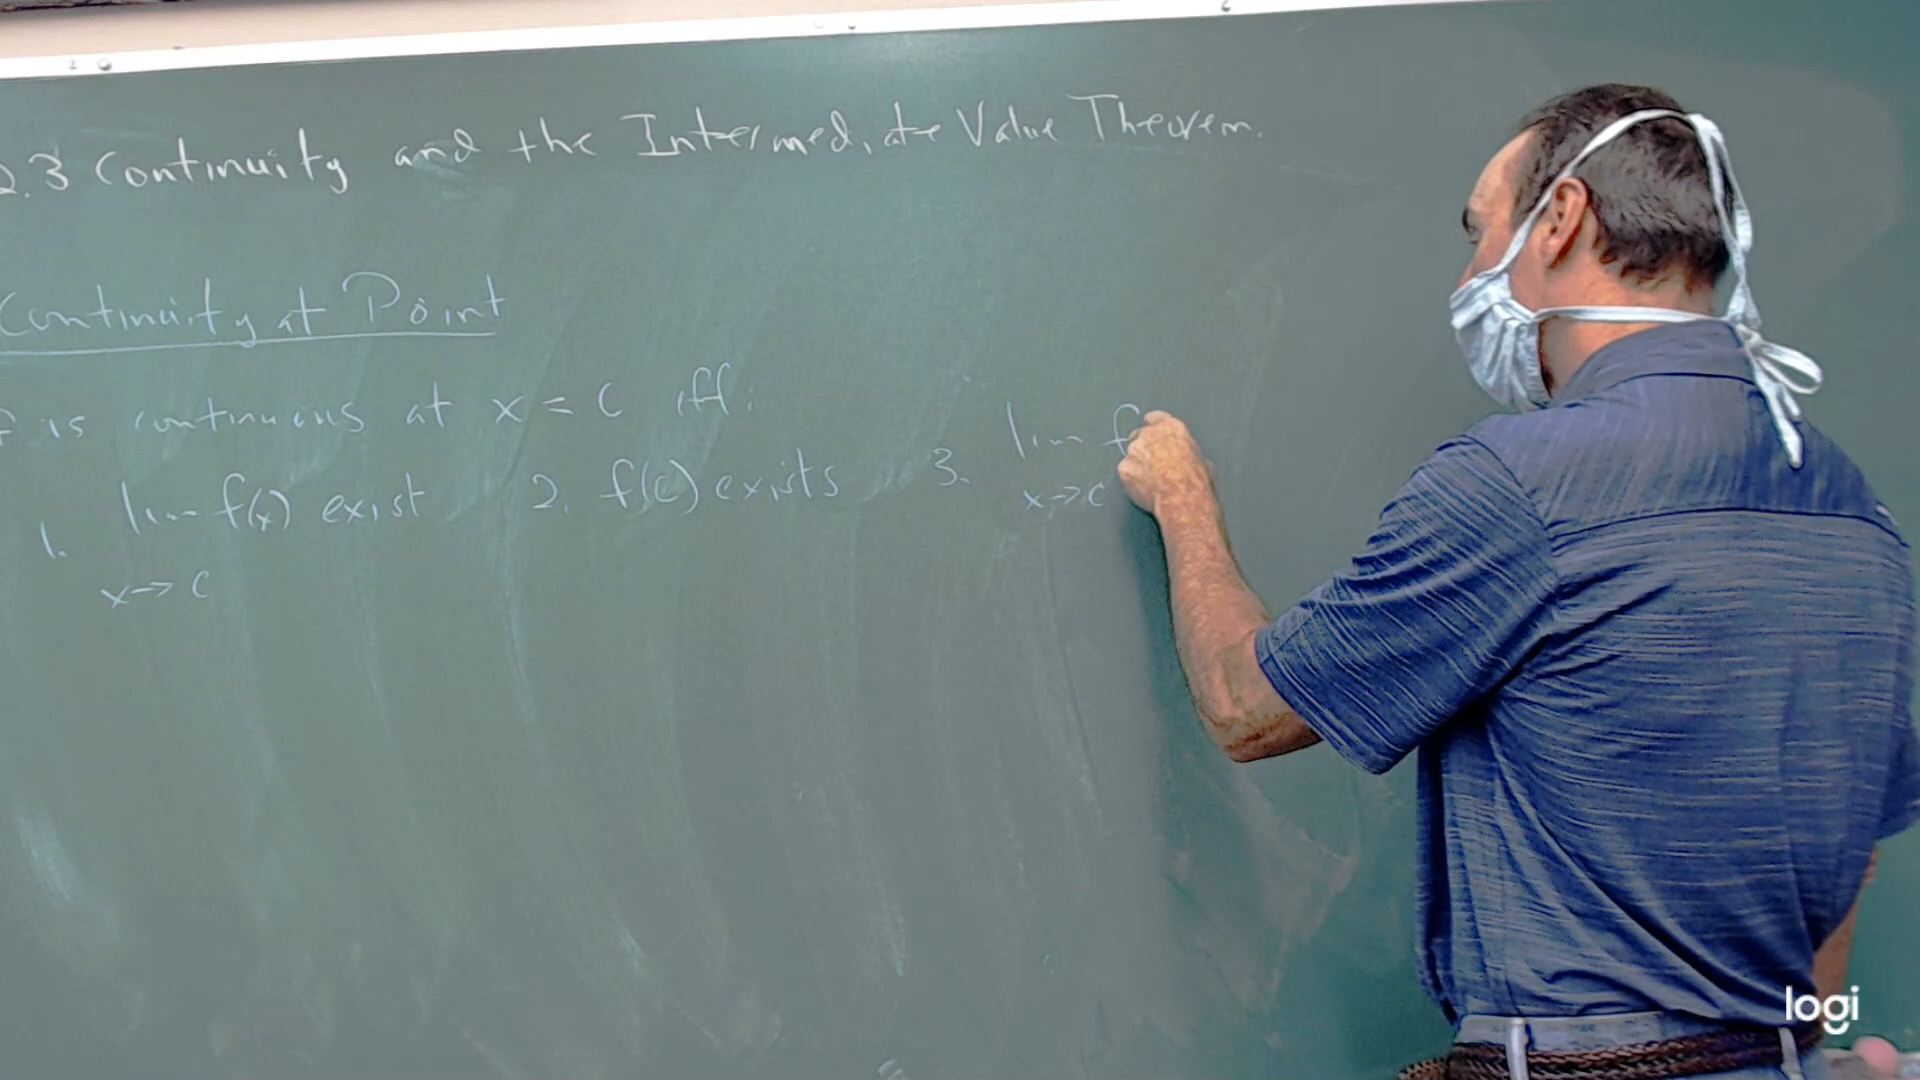 2.3 Continuity and the Intermediate Value Theorem.
Continuity at Point
f is continuous at x = c iff:
1. lim f(x) exist 2. f(c) exists 3. lim f
x→c x→c
logi